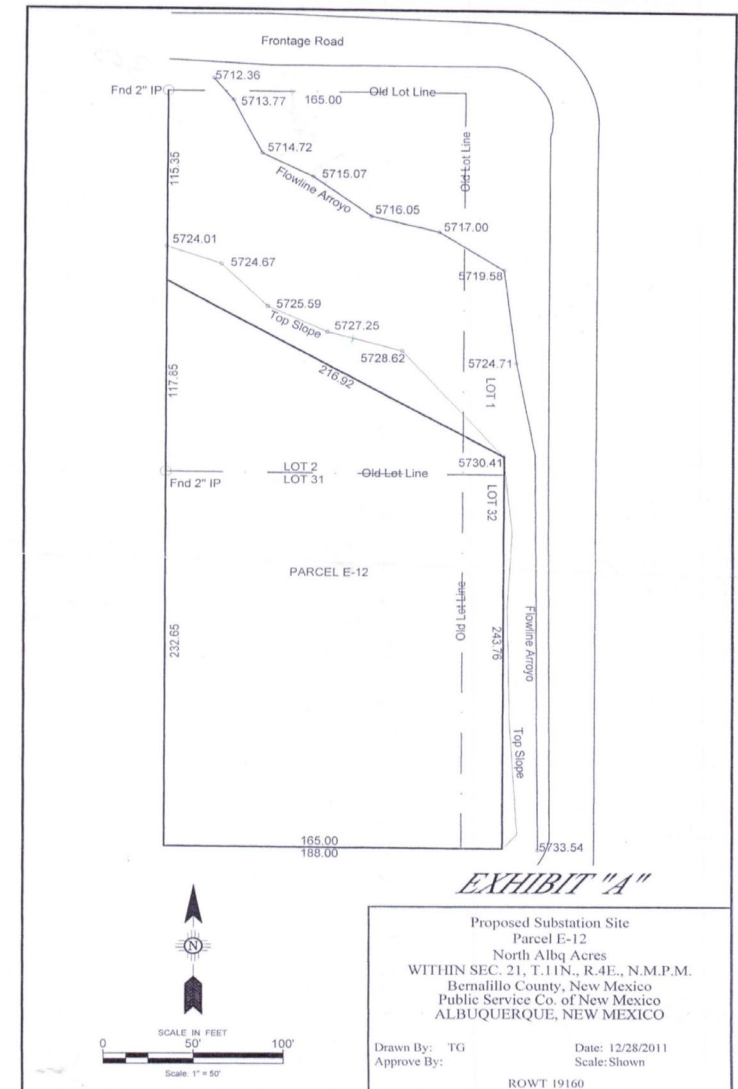 Frontage Road
Fnd 2" IP
5712.36
5713.77
165.00
Old Lot Line
Old Lot Line
115.35
5714.72
5715.07
Flowline Arroyo
5716.05
5717.00
5719.58
5724.01
5724.67
5725.59
Top Slope
5727.25
5728.62
5724.71
117.85
216.92
LOT 1
5730.41
LOT 2
LOT 31
Old Lot Line
Fnd 2" IP
LOT 32
PARCEL E-12
Old Lot Line
232.65
243.76
Flowline Arroyo
Top Slope
165.00
188.00
5733.54
EXHIBIT "A"
N
SCALE IN FEET
0 50' 100'
Scale: 1" = 50'
Proposed Substation Site
Parcel E-12
North Albq Acres
WITHIN SEC. 21, T.11N., R.4E., N.M.P.M.
Bernalillo County, New Mexico
Public Service Co. of New Mexico
ALBUQUERQUE, NEW MEXICO
Drawn By: TG Date: 12/28/2011
Approve By: Scale: Shown
ROWT 19160